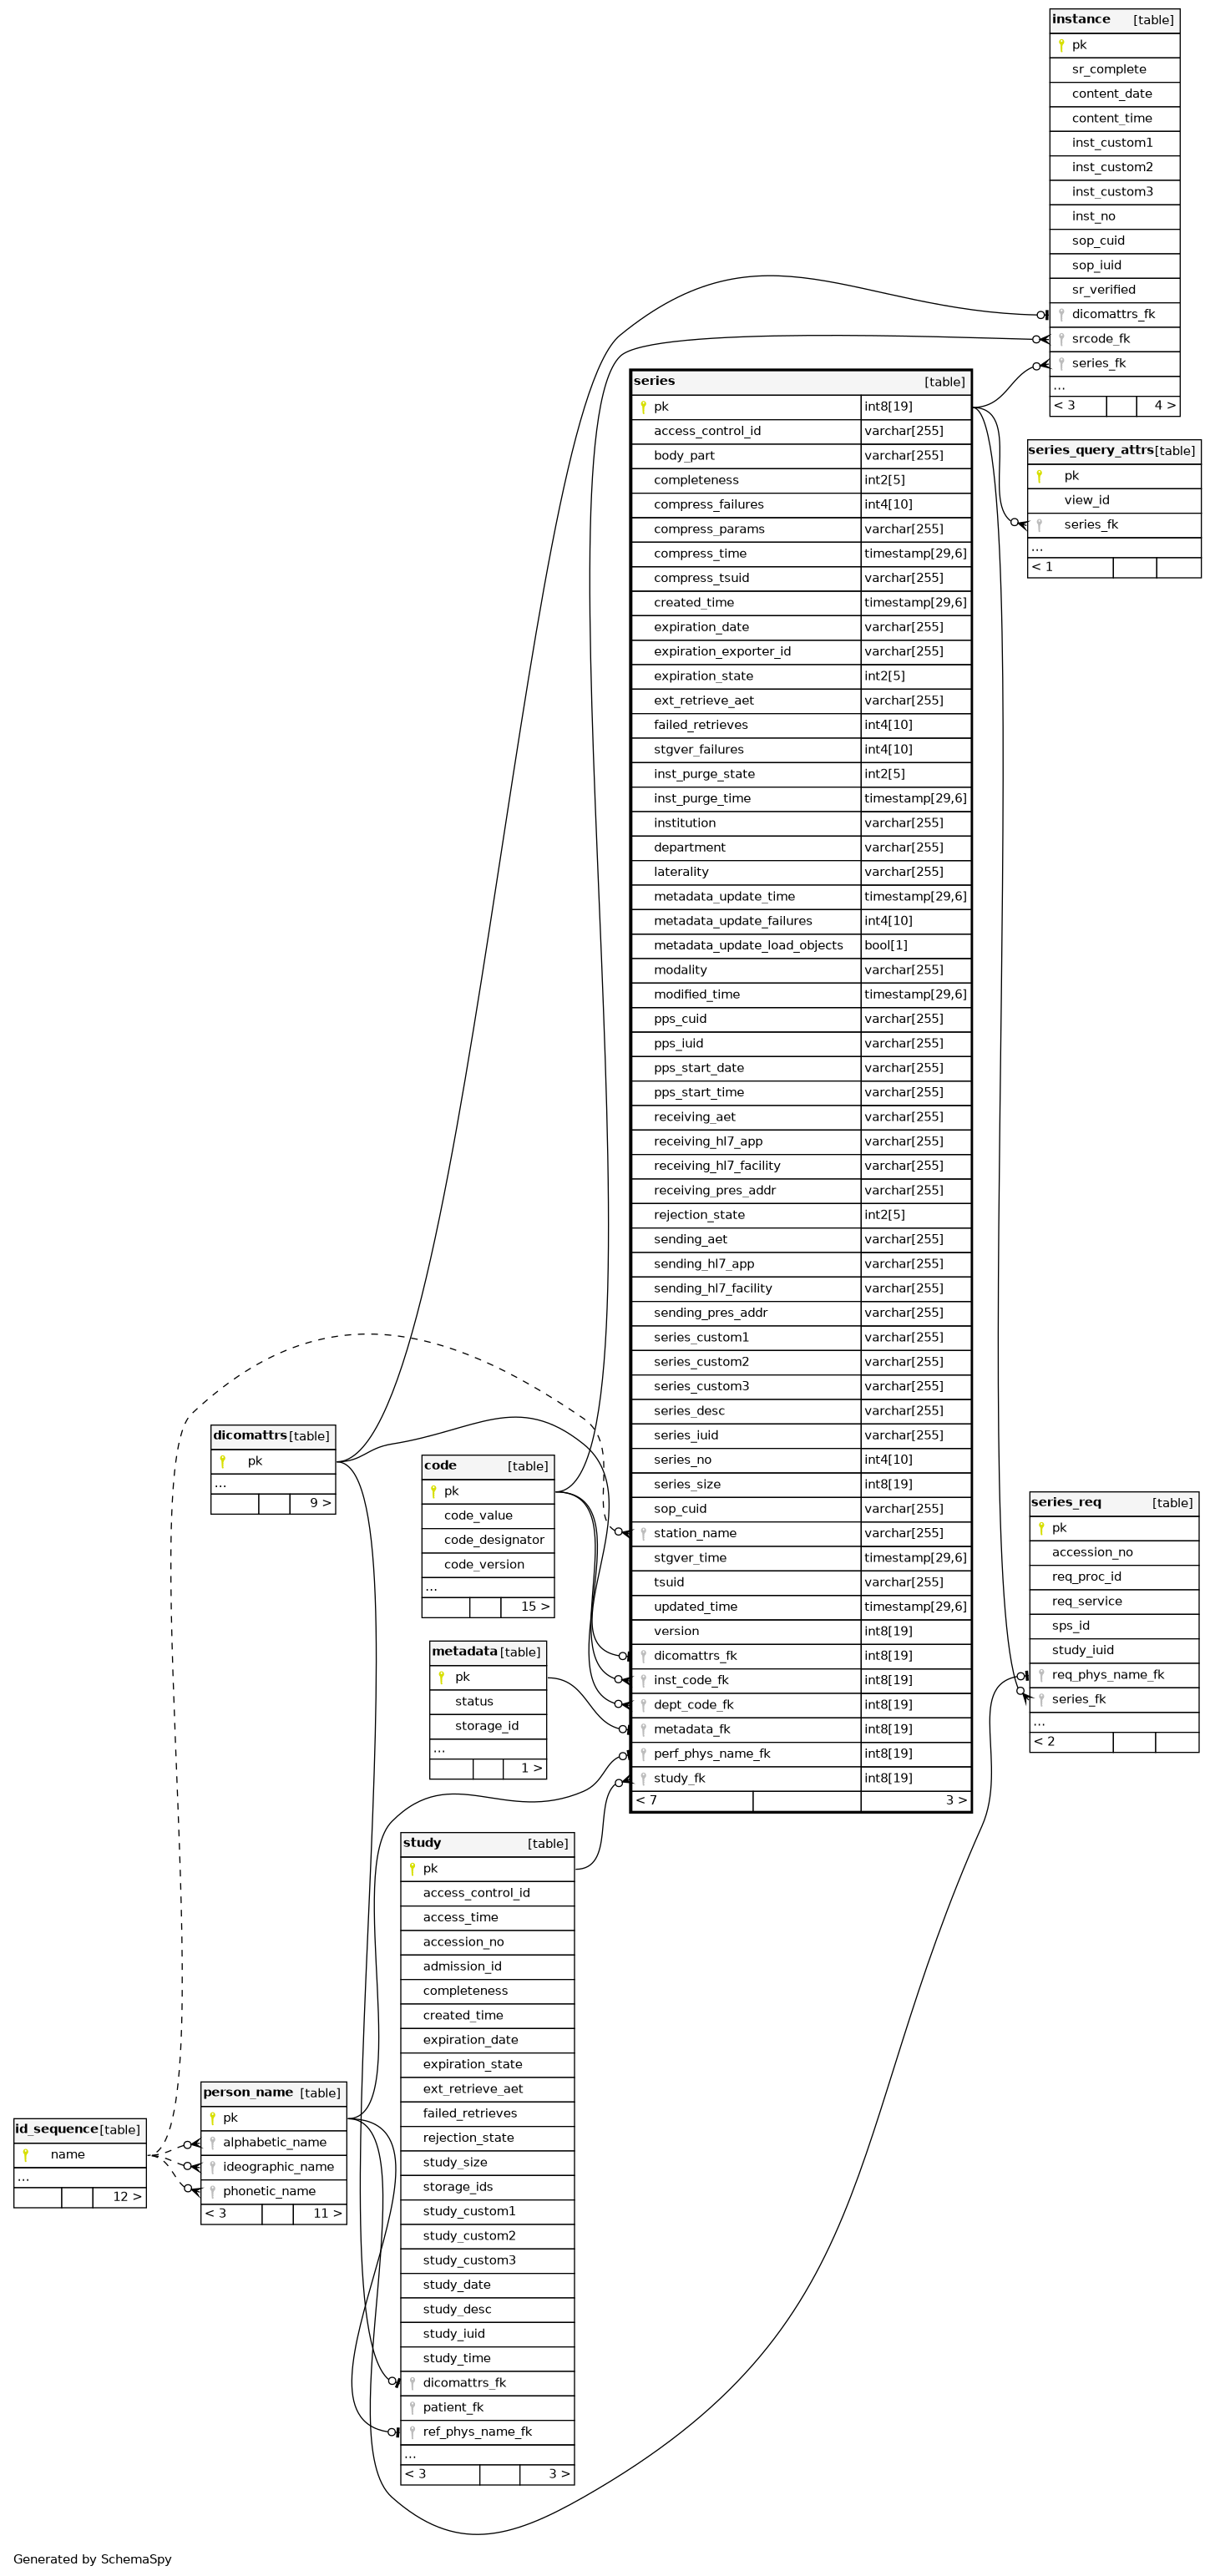 instance [table]
pk
sr_complete
content_date
content_time
inst_custom1
inst_custom2
inst_custom3
inst_no
sop_cuid
sop_iuid
sr_verified
dicomattrs_fk
srcode_fk
series_fk
...
< 3 4 >
series_query_attrs [table]
pk
view_id
series_fk
...
< 1
series [table]
pk int8[19]
access_control_id varchar[255]
body_part varchar[255]
completeness int2[5]
compress_failures int4[10]
compress_params varchar[255]
compress_time timestamp[29,6]
compress_tsuid varchar[255]
created_time timestamp[29,6]
expiration_date varchar[255]
expiration_exporter_id varchar[255]
expiration_state int2[5]
ext_retrieve_aet varchar[255]
failed_retrieves int4[10]
stgver_failures int4[10]
inst_purge_state int2[5]
inst_purge_time timestamp[29,6]
institution varchar[255]
department varchar[255]
laterality varchar[255]
metadata_update_time timestamp[29,6]
metadata_update_failures int4[10]
metadata_update_load_objects bool[1]
modality varchar[255]
modified_time timestamp[29,6]
pps_cuid varchar[255]
pps_iuid varchar[255]
pps_start_date varchar[255]
pps_start_time varchar[255]
receiving_aet varchar[255]
receiving_hl7_app varchar[255]
receiving_hl7_facility varchar[255]
receiving_pres_addr varchar[255]
rejection_state int2[5]
sending_aet varchar[255]
sending_hl7_app varchar[255]
sending_hl7_facility varchar[255]
sending_pres_addr varchar[255]
series_custom1 varchar[255]
series_custom2 varchar[255]
series_custom3 varchar[255]
series_desc varchar[255]
series_iuid varchar[255]
series_no int4[10]
series_size int8[19]
sop_cuid varchar[255]
station_name varchar[255]
stgver_time timestamp[29,6]
tsuid varchar[255]
updated_time timestamp[29,6]
version int8[19]
dicomattrs_fk int8[19]
inst_code_fk int8[19]
dept_code_fk int8[19]
metadata_fk int8[19]
perf_phys_name_fk int8[19]
study_fk int8[19]
< 7 3 >
dicomattrs [table]
pk
...
9 >
code [table]
pk
code_value
code_designator
code_version
...
15 >
metadata [table]
pk
status
storage_id
...
1 >
series_req [table]
pk
accession_no
req_proc_id
req_service
sps_id
study_iuid
req_phys_name_fk
series_fk
...
< 2
study [table]
pk
access_control_id
access_time
accession_no
admission_id
completeness
created_time
expiration_date
expiration_state
ext_retrieve_aet
failed_retrieves
rejection_state
study_size
storage_ids
study_custom1
study_custom2
study_custom3
study_date
study_desc
study_iuid
study_time
dicomattrs_fk
patient_fk
ref_phys_name_fk
...
< 3 3 >
person_name [table]
pk
alphabetic_name
ideographic_name
phonetic_name
< 3 11 >
id_sequence [table]
name
...
12 >
Generated by SchemaSpy